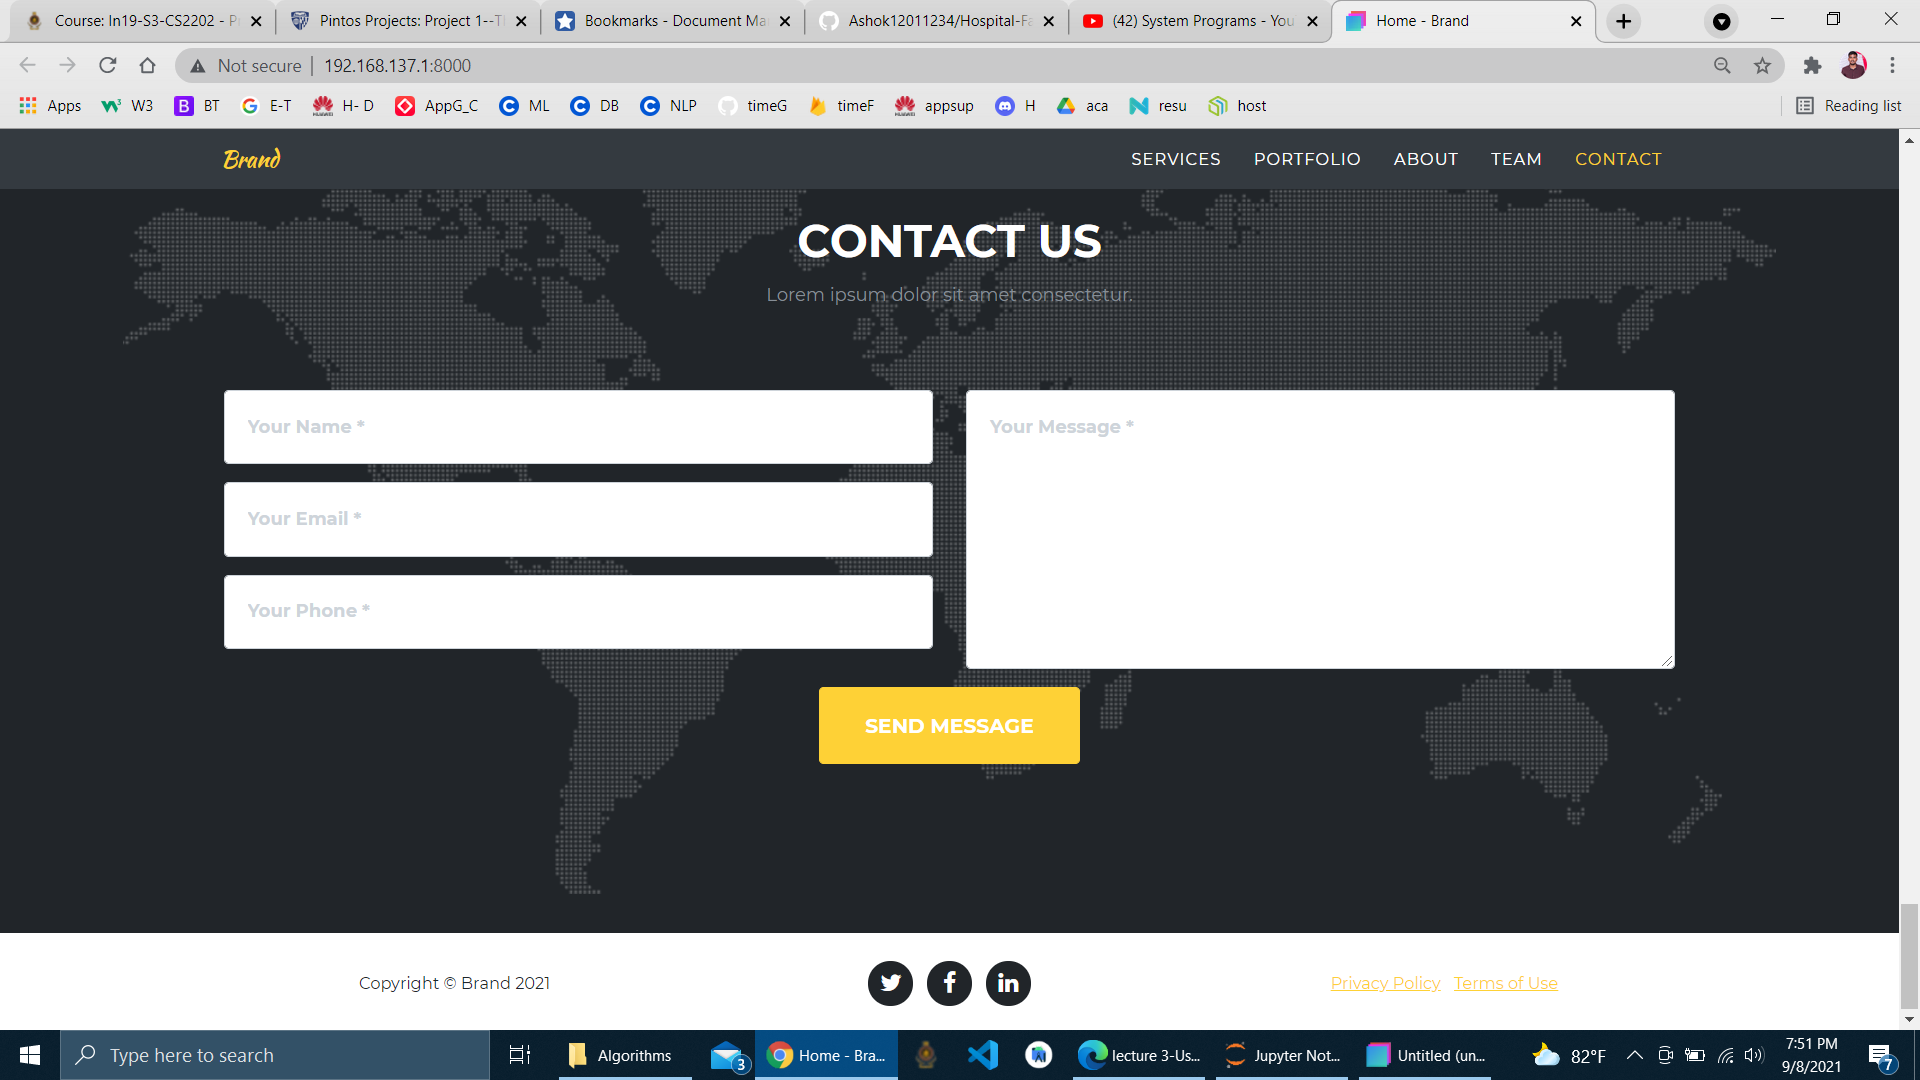 Course: In19-S3-CS2202 - P
Pintos Projects: Project 1--T
Bookmarks - Document Ma
Ashok12011234/Hospital-Fa
(42) System Programs - You
Home - Brand
Not secure
192.168.137.1:8000
Apps
W3
BT
E-T
H- D
AppG_C
ML
DB
NLP
timeG
timeF
appsup
H
aca
resu
host
Reading list
Brand
SERVICES
PORTFOLIO
ABOUT
TEAM
CONTACT
CONTACT US
Lorem ipsum dolor sit amet consectetur.
Your Name *
Your Email *
Your Phone *
Your Message *
SEND MESSAGE
Copyright © Brand 2021
Privacy Policy
Terms of Use
Type here to search
Algorithms
3
Home - Bra...
lecture 3-Us...
Jupyter Not...
Untitled (un...
82°F
7:51 PM
9/8/2021
7